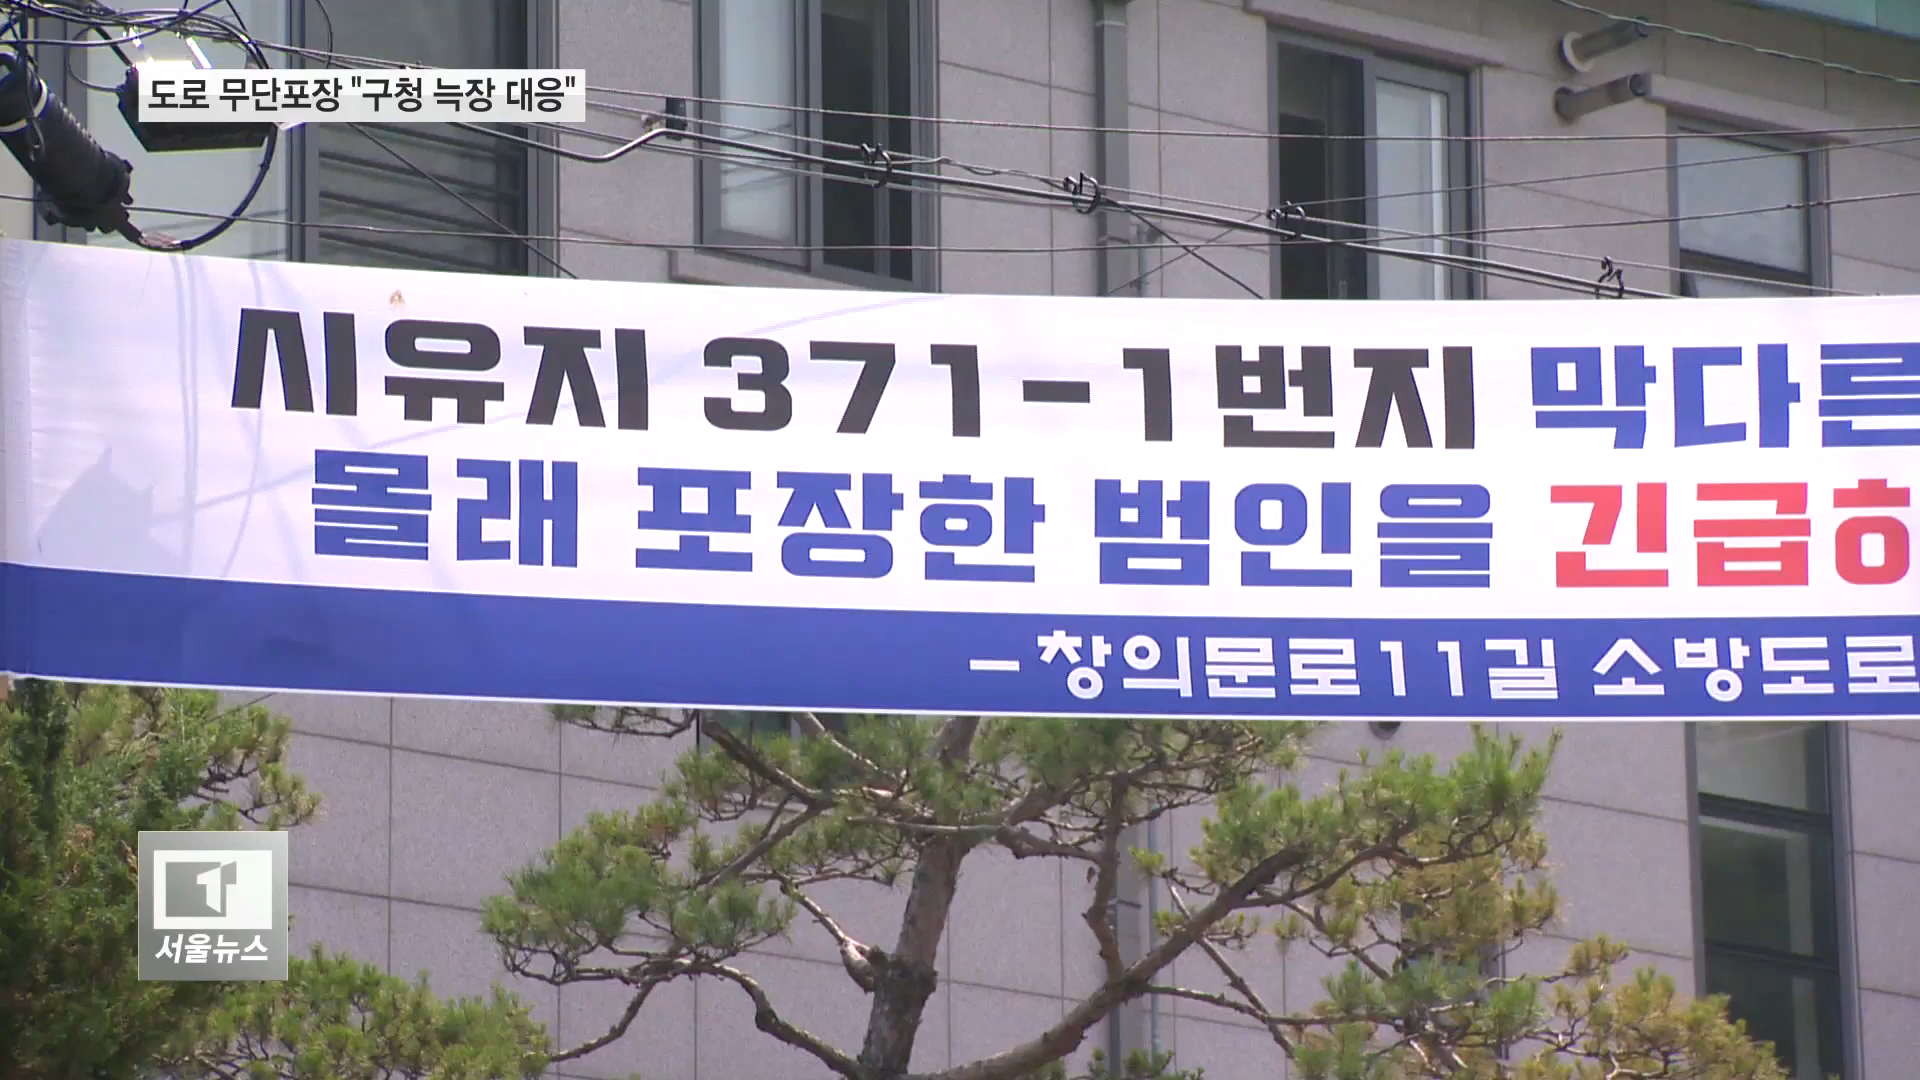 도로 무단포장 "구청 늑장 대응"
시유지 371-1번지 막다른
몰래 포장한 범인을 긴급하
-창의문로11길 소방도로
서울뉴스